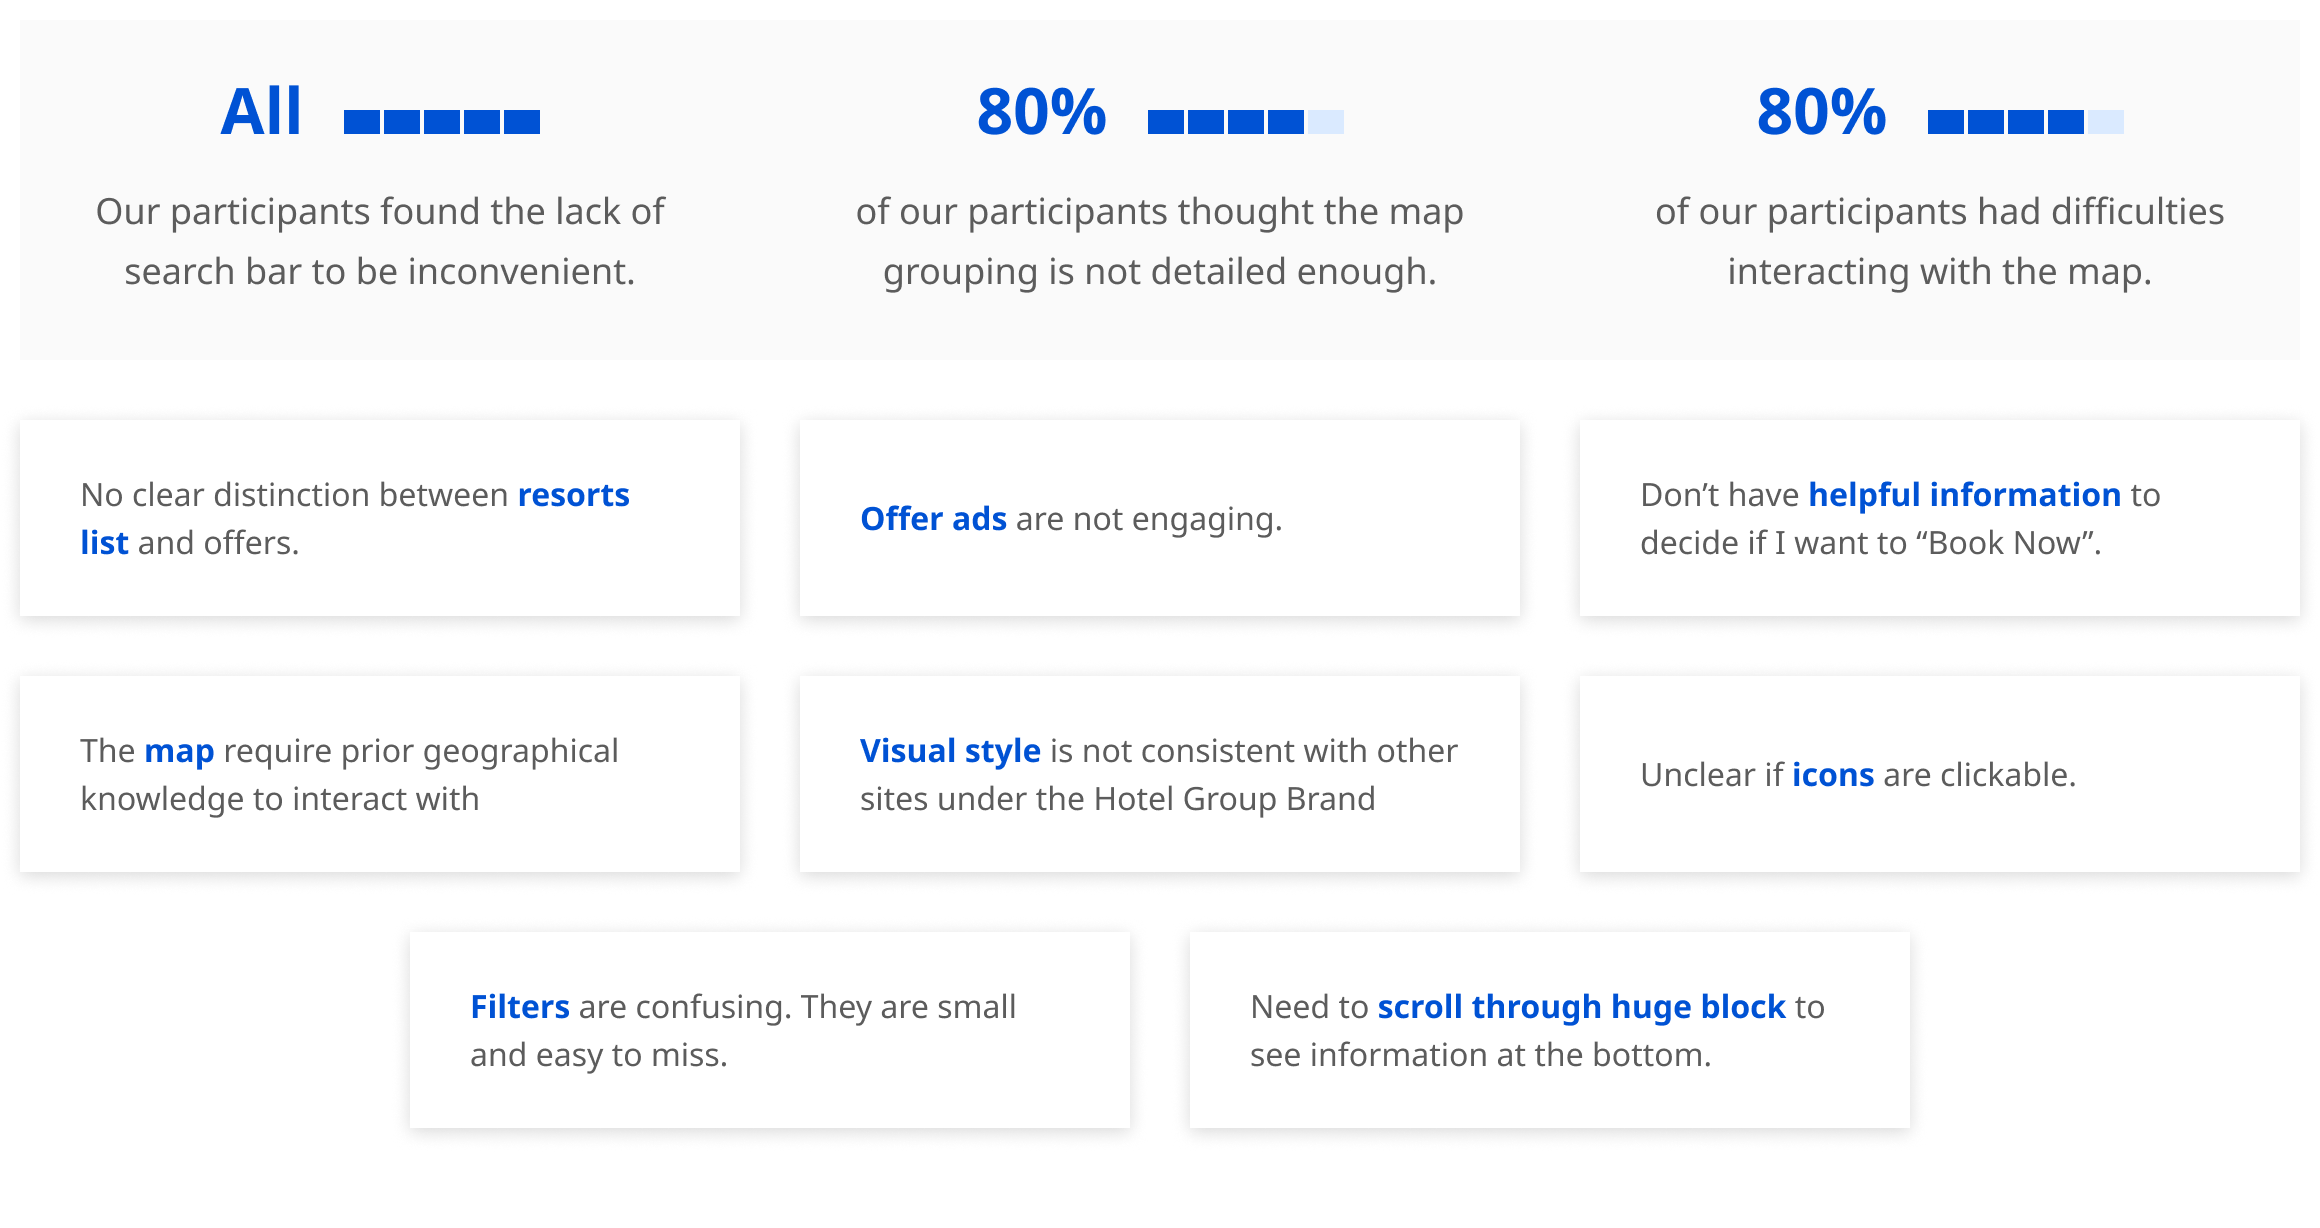 All
Our participants found the lack of
search bar to be inconvenient.
80%
of our participants thought the map
grouping is not detailed enough.
80%
of our participants had difficulties
interacting with the map.
No clear distinction between resorts
list and offers.
Offer ads are not engaging.
Don’t have helpful information to
decide if I want to “Book Now”.
The map require prior geographical
knowledge to interact with
Visual style is not consistent with other
sites under the Hotel Group Brand
Unclear if icons are clickable.
Filters are confusing. They are small
and easy to miss.
Need to scroll through huge block to
see information at the bottom.